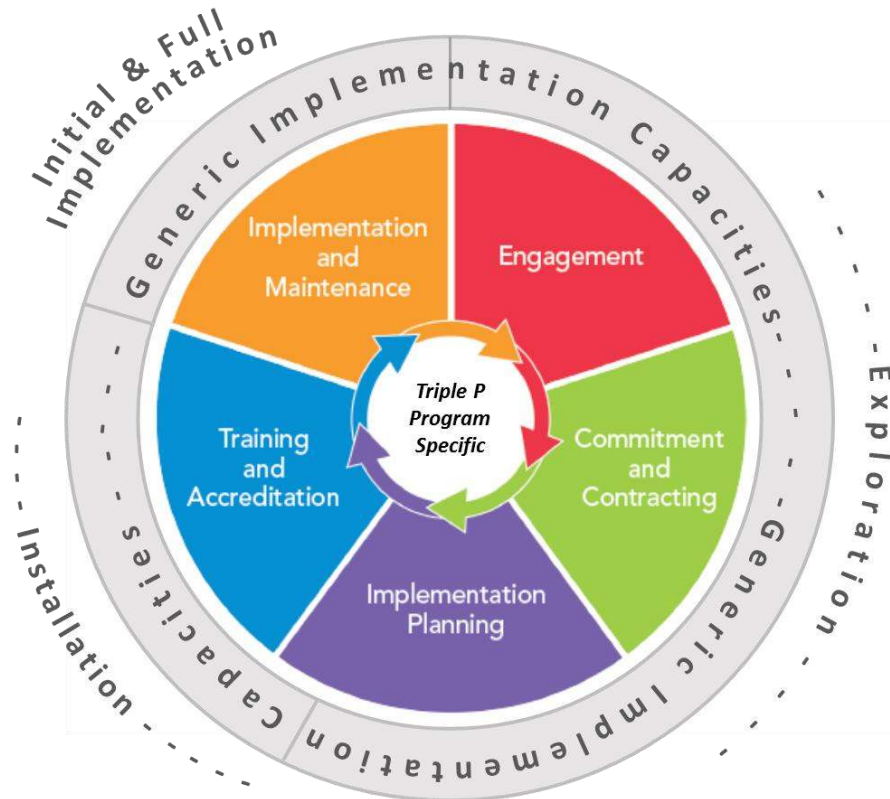 Initial & Full
Implementation
Generic Implementation Capacities- - - - - -Generic Implementation Capacities- - - - -
- - - - - -Exploration - - - - -
- - - - Installation - - - - - -
Implementation
and
Maintenance
Engagement
Training
and
Accreditation
Triple P
Program
Specific
Commitment
and
Contracting
Implementation
Planning